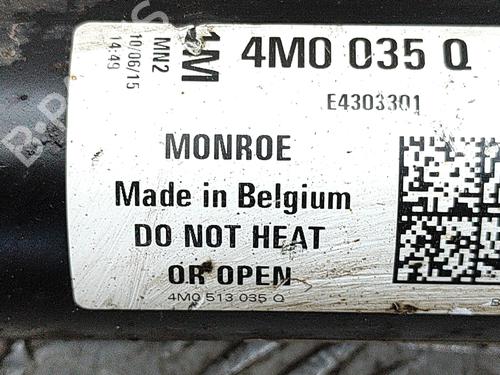 MN2
10/06/15
14:49
1M
4M0 035 Q
E4303301
MONROE
Made in Belgium
DO NOT HEAT
OR OPEN
4M0 513 035 Q